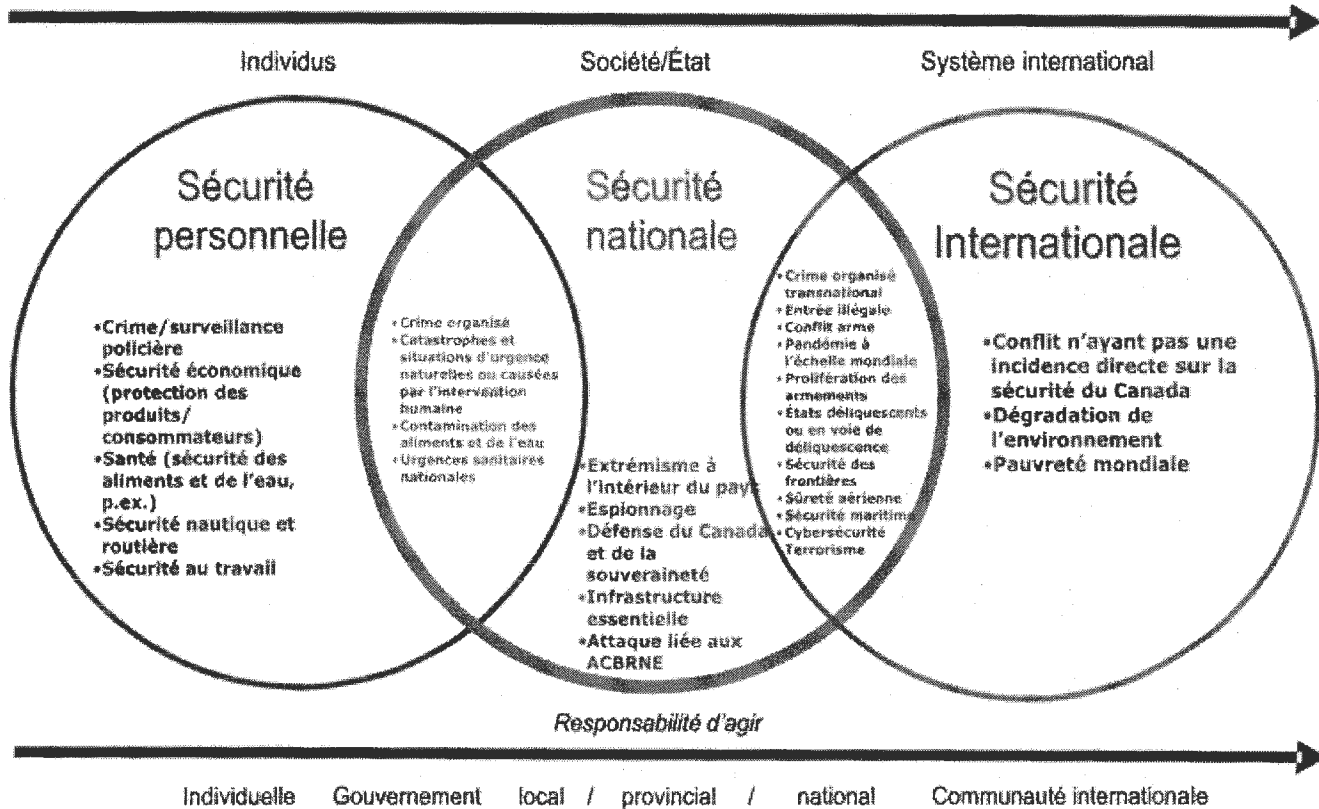 Individus Société/État Système international
Sécurité
personnelle
•Crime/surveillance
policière
•Sécurité économique
(protection des
produits/
consommateurs)
•Santé (sécurité des
aliments et de l'eau,
p.ex.)
•Sécurité nautique et
routière
•Sécurité au travail
•Crime organisé
•Catastrophes et
situations d'urgence
naturelles ou causées
par l'intervention
humaine
•Contamination des
aliments et de l'eau
•Urgences sanitaires
nationales
Sécurité
nationale
•Extrémisme à
l'intérieur du pays
•Espionnage
•Défense du Canada
et de la
souveraineté
•Infrastructure
essentielle
•Attaque liée aux
ACBRNE
•Crime organisé
transnational
•Entrée illégale
•Conflit arme
•Pandémie à
l'échelle mondiale
•Prolifération des
armements
•États déliquescents
ou en voie de
déliquescence
•Sécurité des
frontières
•Sûreté aérienne
•Sécurité maritime
•Cybersécurité
Terrorisme
Sécurité
Internationale
•Conflit n'ayant pas une
incidence directe sur la
sécurité du Canada
•Dégradation de
l'environnement
•Pauvreté mondiale
Responsabilité d'agir
Individuelle Gouvernement local / provincial / national Communauté internationale